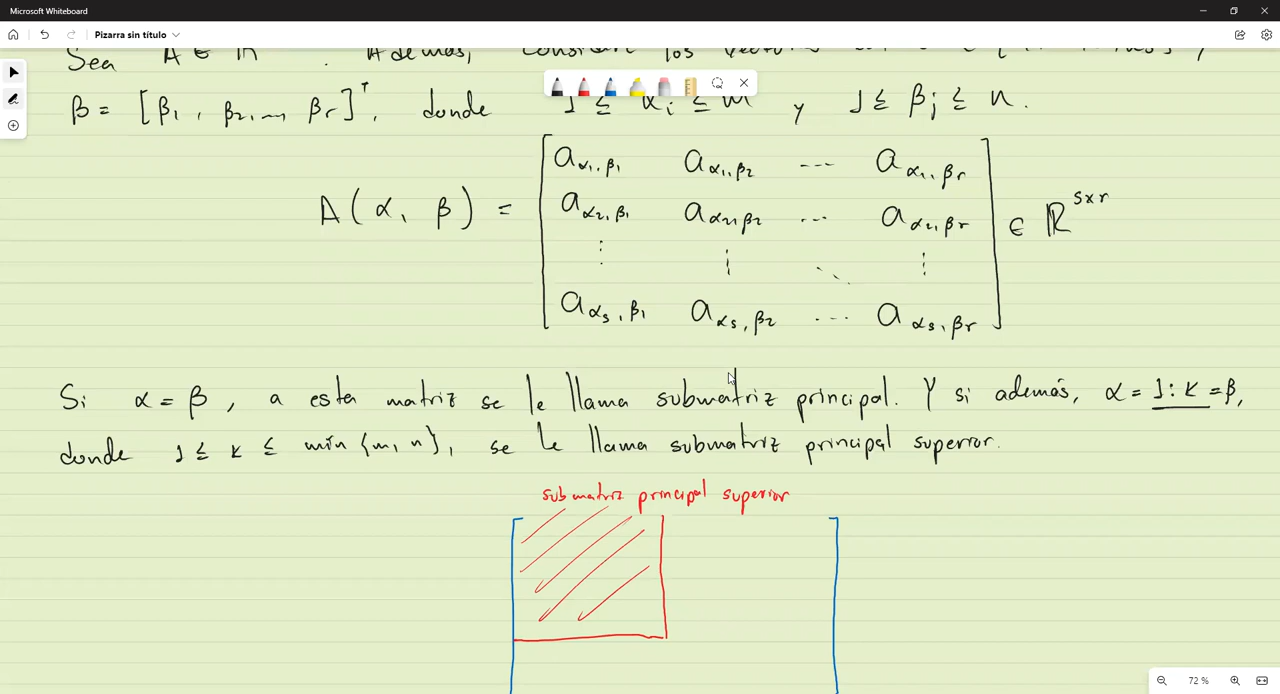 Microsoft Whiteboard
Pizarra sin título
Sea A ∈ ℝ . Además, los
β = [β₁, β₂, ..., βᵣ]ᵀ, donde 1 ≤ αᵢ ≤ m y 1 ≤ βⱼ ≤ n.
A(α, β) = [ a_{α₁,β₁} a_{α₁,β₂} ... a_{α₁,βᵣ}
a_{α₂,β₁} a_{α₂,β₂} ... a_{α₂,βᵣ}
⋮ ⋮ ⋱ ⋮
a_{αₛ,β₁} a_{αₛ,β₂} ... a_{αₛ,βᵣ} ] ∈ ℝ^{s×r}
Si α = β, a esta matriz se le llama submatriz principal. Y si además, α = 1:k = β,
donde 1 ≤ k ≤ mín{m, n}, se le llama submatriz principal superior.
submatriz principal superior
72 %